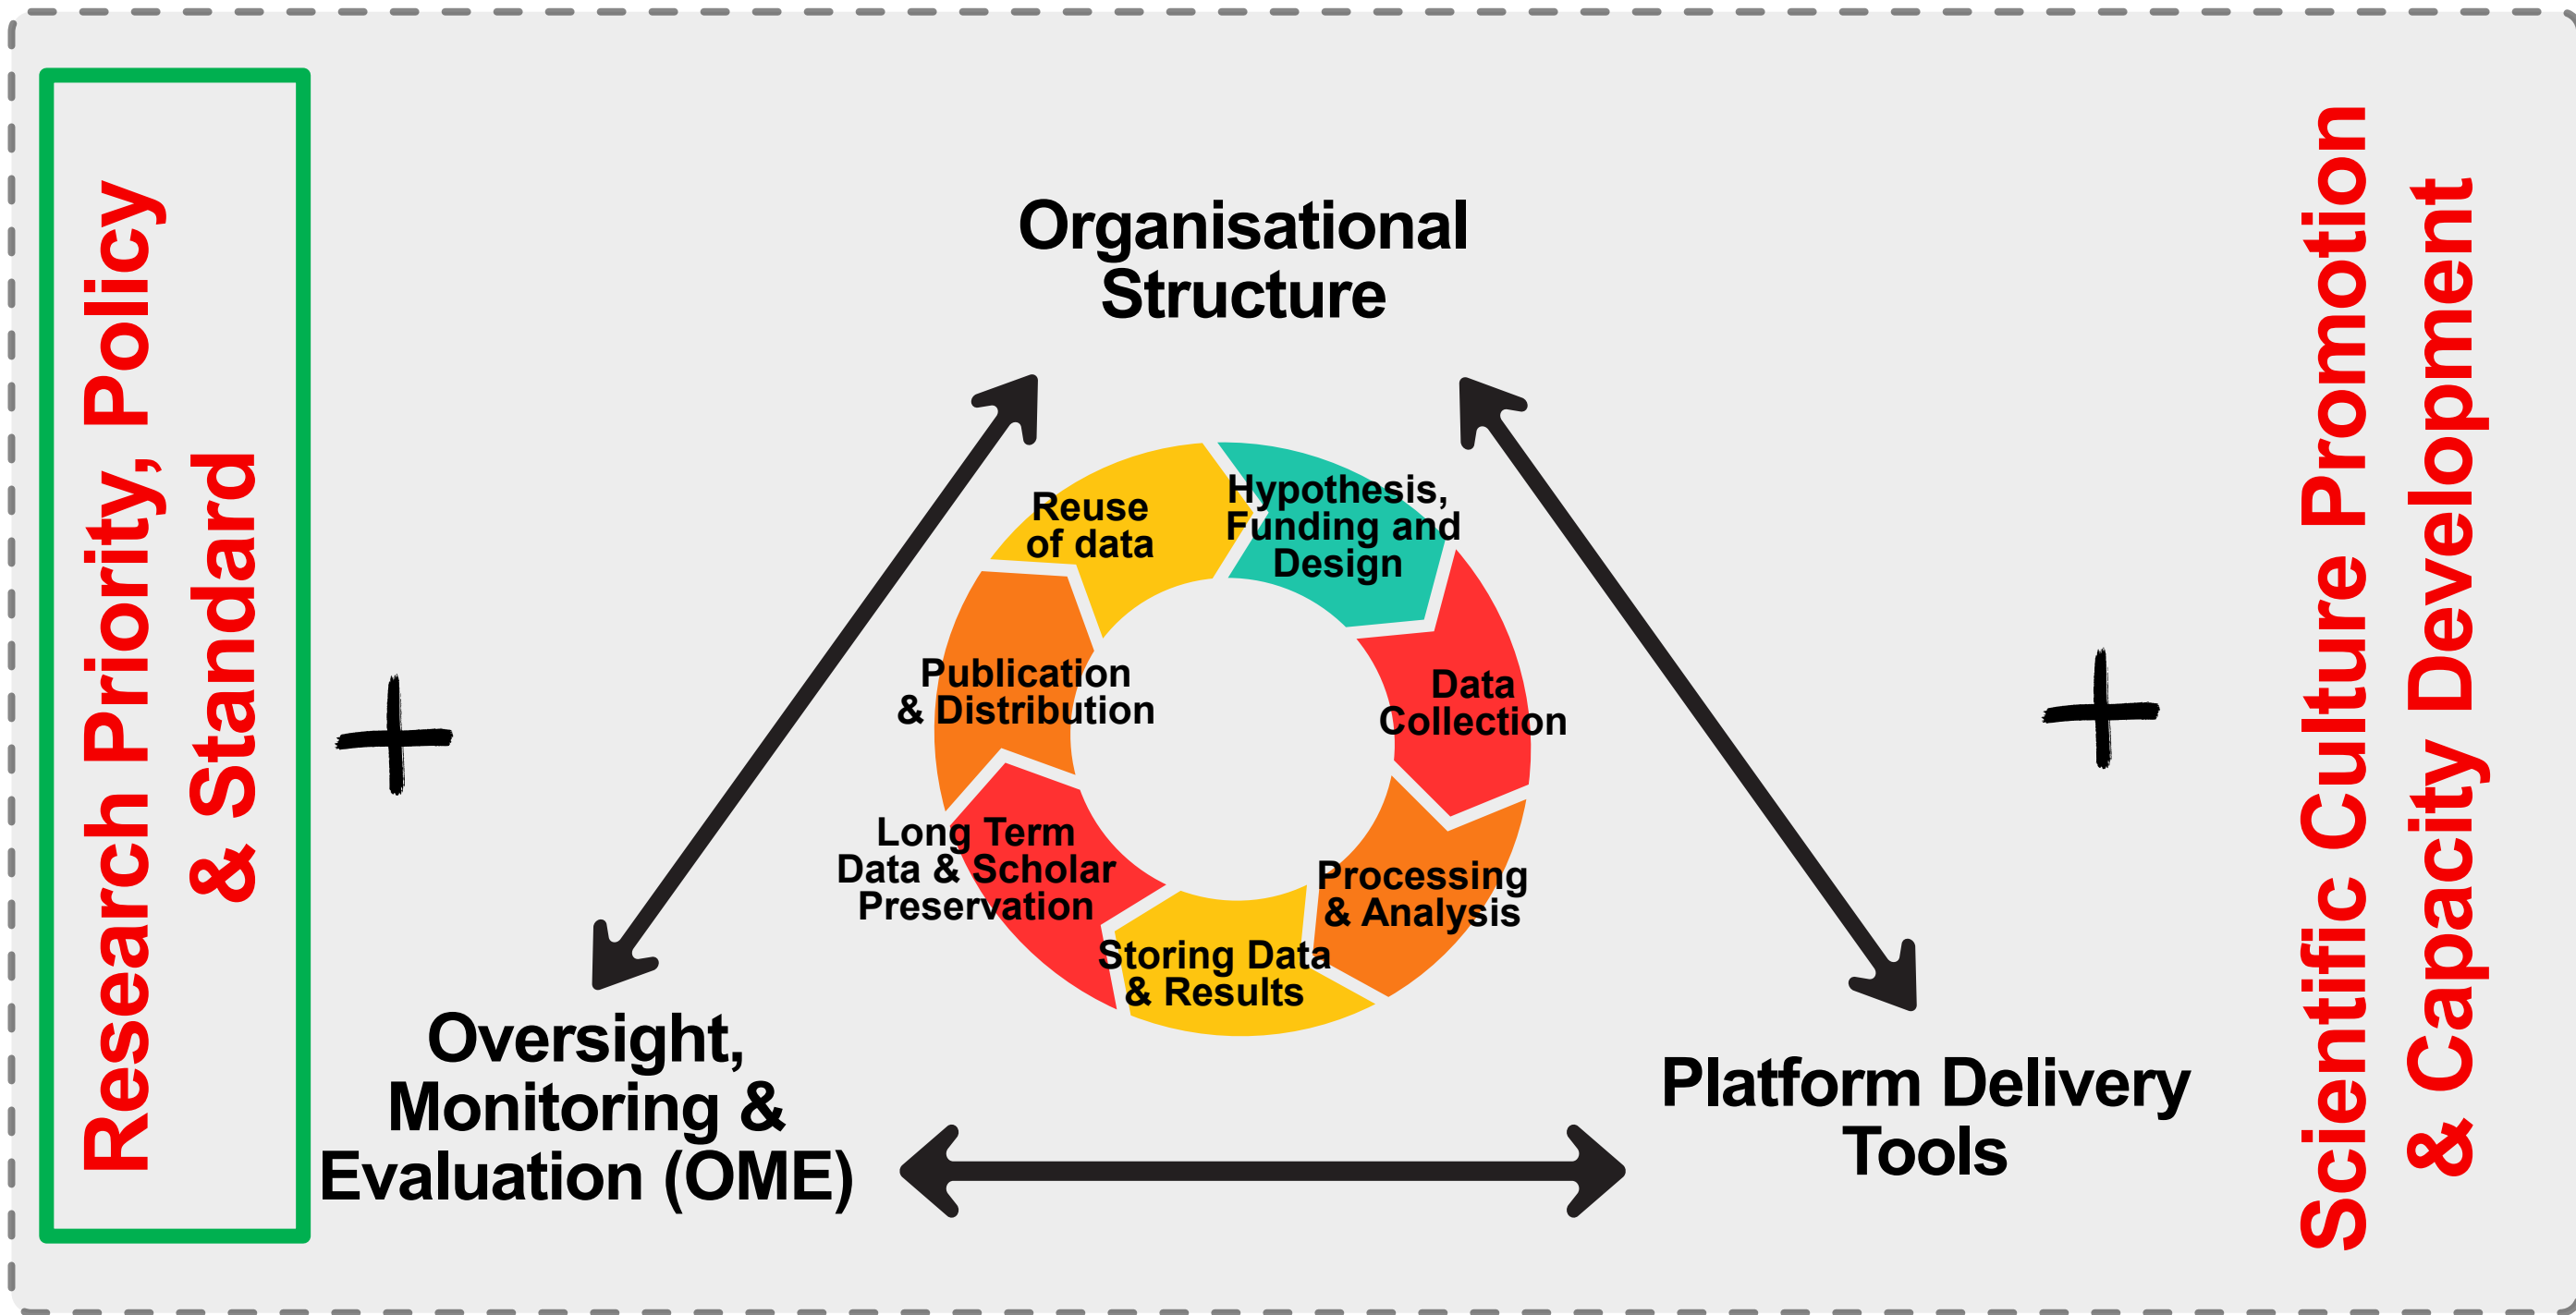 Research Priority, Policy
& Standard
Organisational
Structure
Hypothesis,
Funding and
Design
Data
Collection
Processing
& Analysis
Storing Data
& Results
Long Term
Data & Scholar
Preservation
Publication
& Distribution
Reuse
of data
Oversight,
Monitoring &
Evaluation (OME)
Platform Delivery
Tools
Scientific Culture Promotion
& Capacity Development